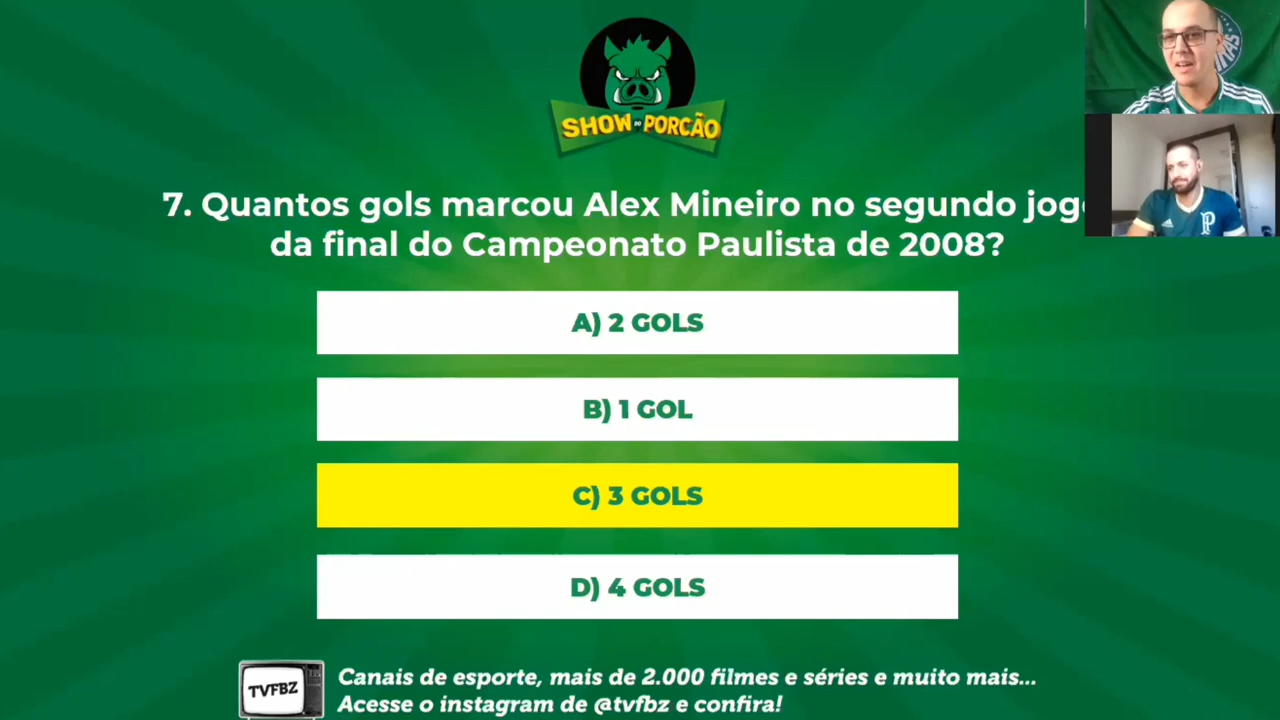 SHOW DO PORCÃO
7. Quantos gols marcou Alex Mineiro no segundo jogo
da final do Campeonato Paulista de 2008?
A) 2 GOLS
B) 1 GOL
C) 3 GOLS
D) 4 GOLS
TVFBZ
Canais de esporte, mais de 2.000 filmes e séries e muito mais...
Acesse o instagram de @tvfbz e confira!